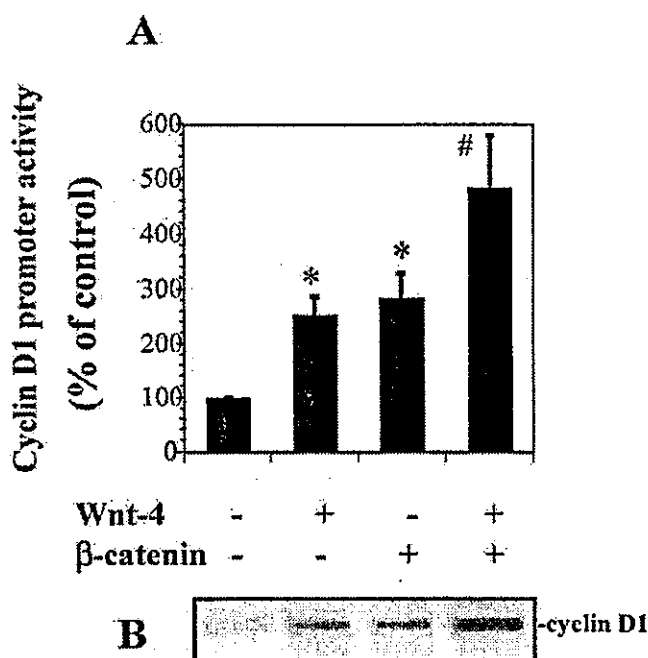 A
Cyclin D1 promoter activity
(% of control)
600
500
400
300
200
100
0
*
*
#
Wnt-4 - + - +
β-catenin - - + +
B
-cyclin D1